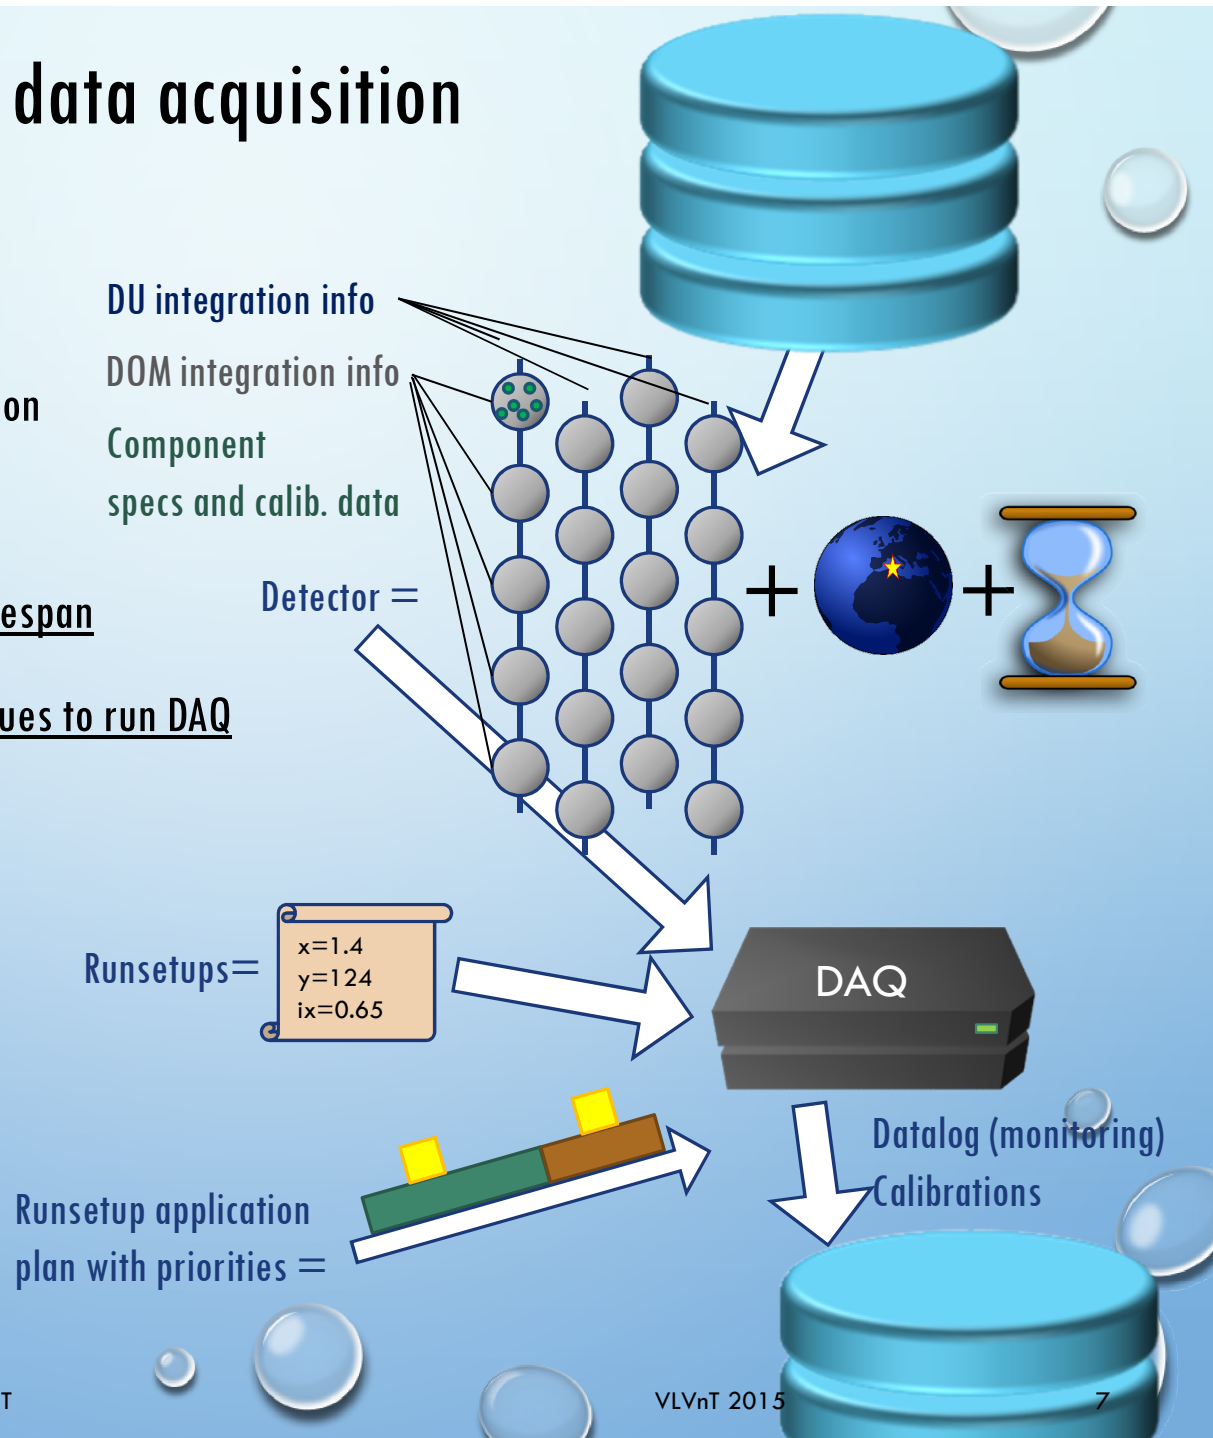 data acquisition
DU integration info
DOM integration info
on
Component
specs and calib. data
Detector =
espan
ues to run DAQ
+
+
Runsetups=
x=1.4
y=124
ix=0.65
DAQ
Datalog (monitoring)
Calibrations
Runsetup application
plan with priorities =
T
VLVnT 2015
7